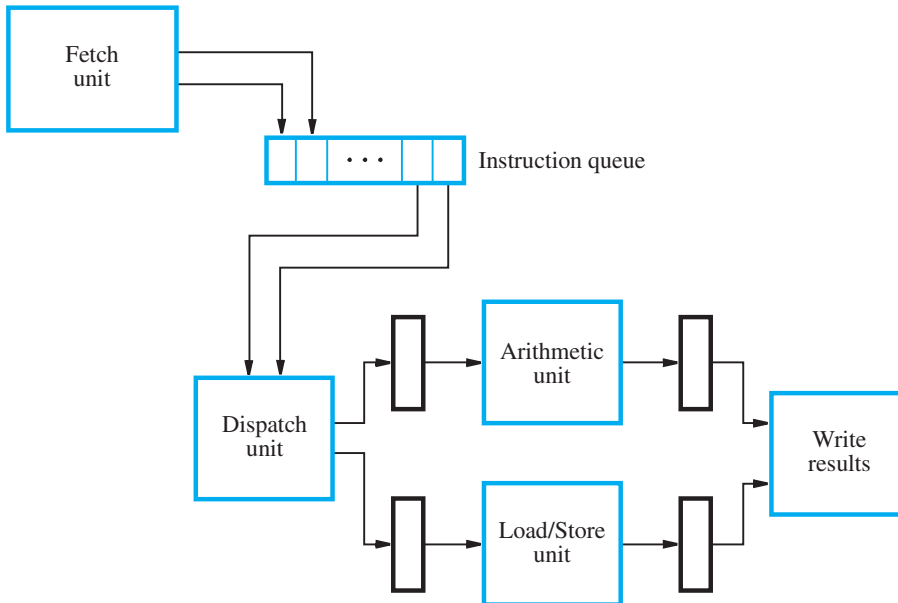 Fetch
unit
· · ·
Instruction queue
Arithmetic
unit
Dispatch
unit
Write
results
Load/Store
unit